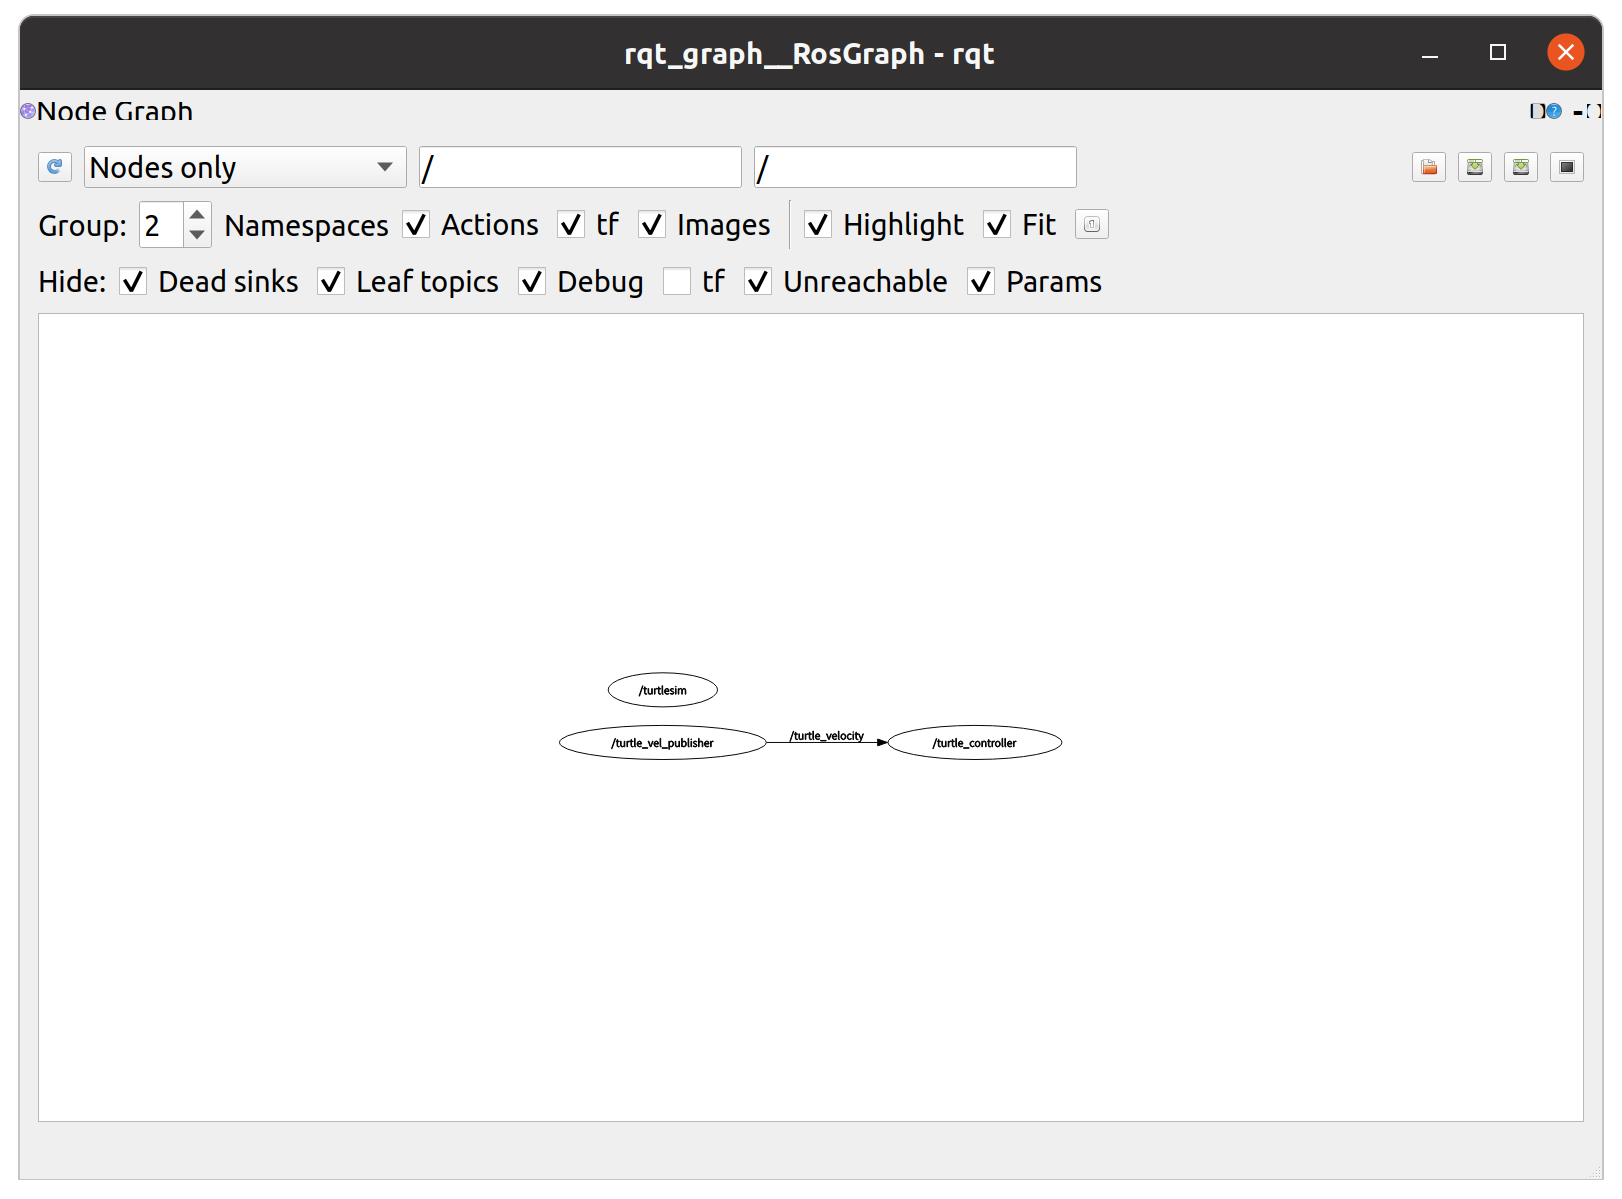 rqt_graph__RosGraph - rqt
Node Graph
Nodes only / /
Group: 2 Namespaces Actions tf Images Highlight Fit
Hide: Dead sinks Leaf topics Debug tf Unreachable Params
/turtlesim
/turtle_vel_publisher /turtle_velocity /turtle_controller